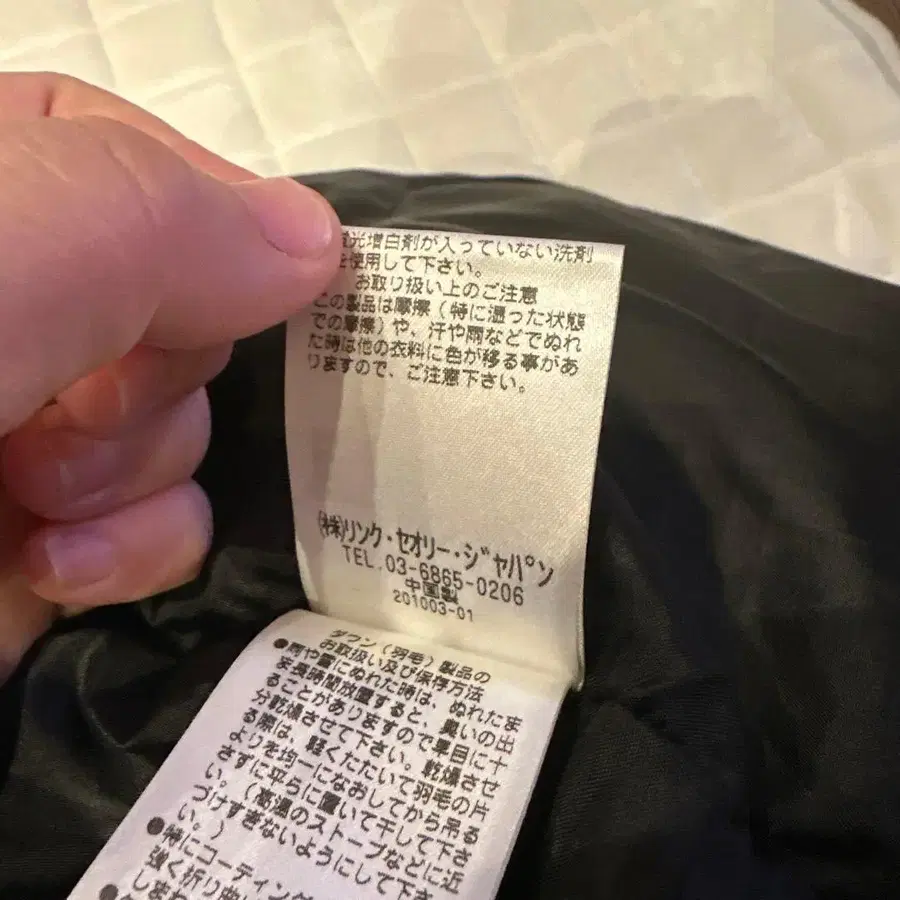 光増白剤が入っていない洗剤
を使用して下さい。
お取り扱い上のご注意
この製品は摩擦(特に湿った状態
での摩擦)や、汗や雨などでぬれ
た時は他の衣料に色が移る事があ
りますので、ご注意下さい。
(株)リンク・セオリー・ジャパン
TEL.03-6865-0206
中国製
201003-01
ダウン(羽毛)製品の
お取扱い及び保存方法
●雨や雪にぬれた時は、ぬれたま
ま長時間放置すると、臭いの出
ることがありますので早目に十
分乾燥させて下さい。乾燥させ
る際は、軽くたたいて羽毛の片
よりを均一になおしてから吊る
さずに平らに置いて干して下さ
い。(高温のストーブなどに近
づけすぎないようにして下さ
い。)
●特にコーティング
強く折り曲
しまわ